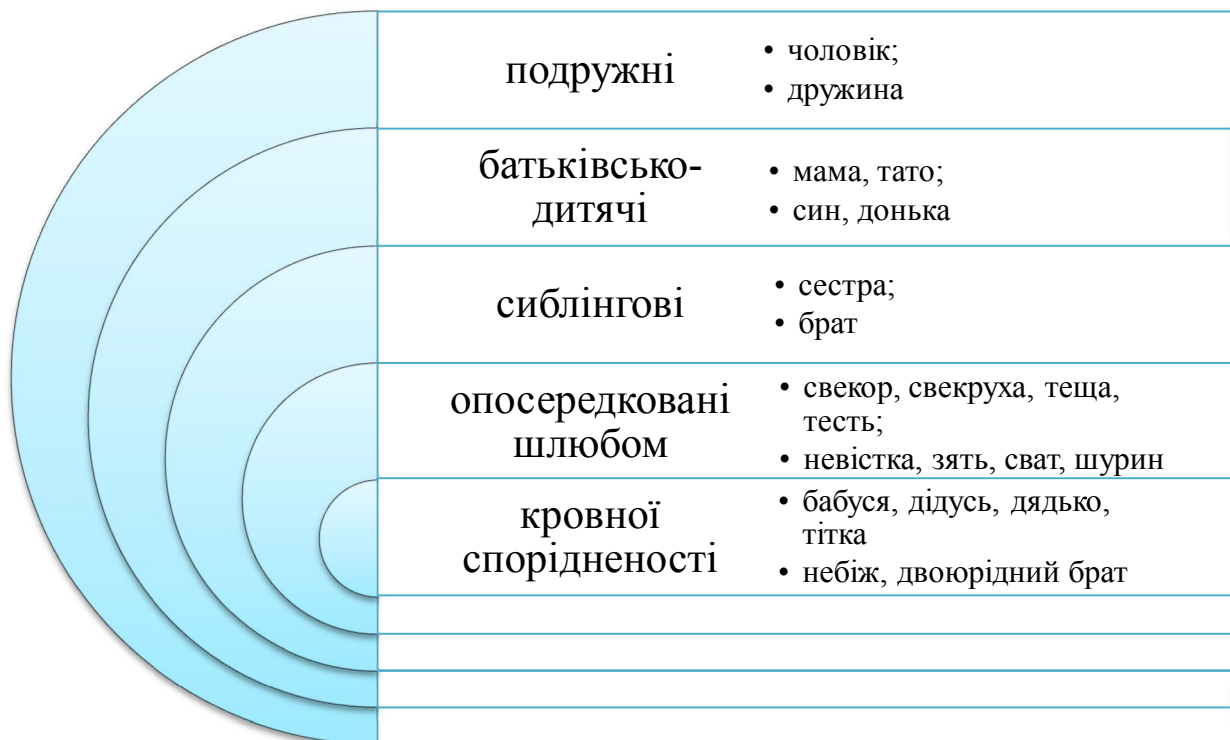 подружні
• чоловік;
• дружина
батьківсько-
дитячі
• мама, тато;
• син, донька
сиблінгові
• сестра;
• брат
опосередковані
шлюбом
• свекор, свекруха, теща,
тесть;
• невістка, зять, сват, шурин
кровної
спорідненості
• бабуся, дідусь, дядько,
тітка
• небіж, двоюрідний брат